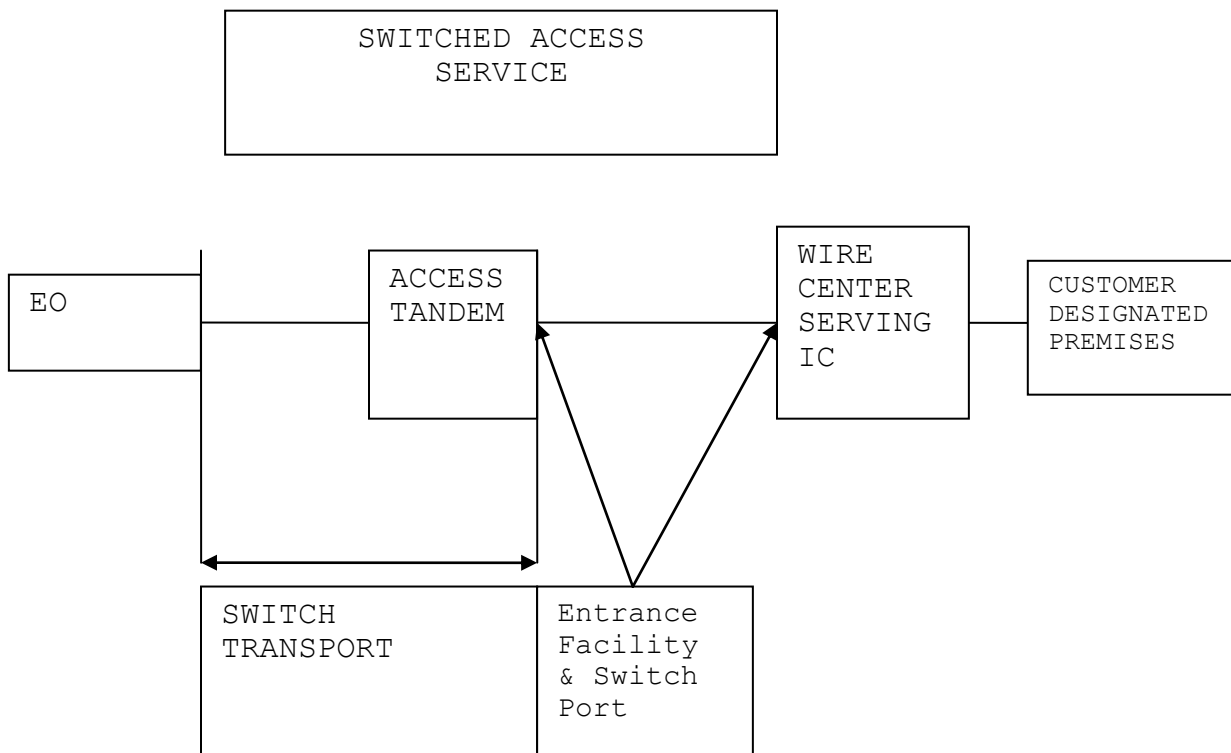 SWITCHED ACCESS
SERVICE
EO
ACCESS
TANDEM
WIRE
CENTER
SERVING
IC
CUSTOMER
DESIGNATED
PREMISES
SWITCH
TRANSPORT
Entrance
Facility
& Switch
Port